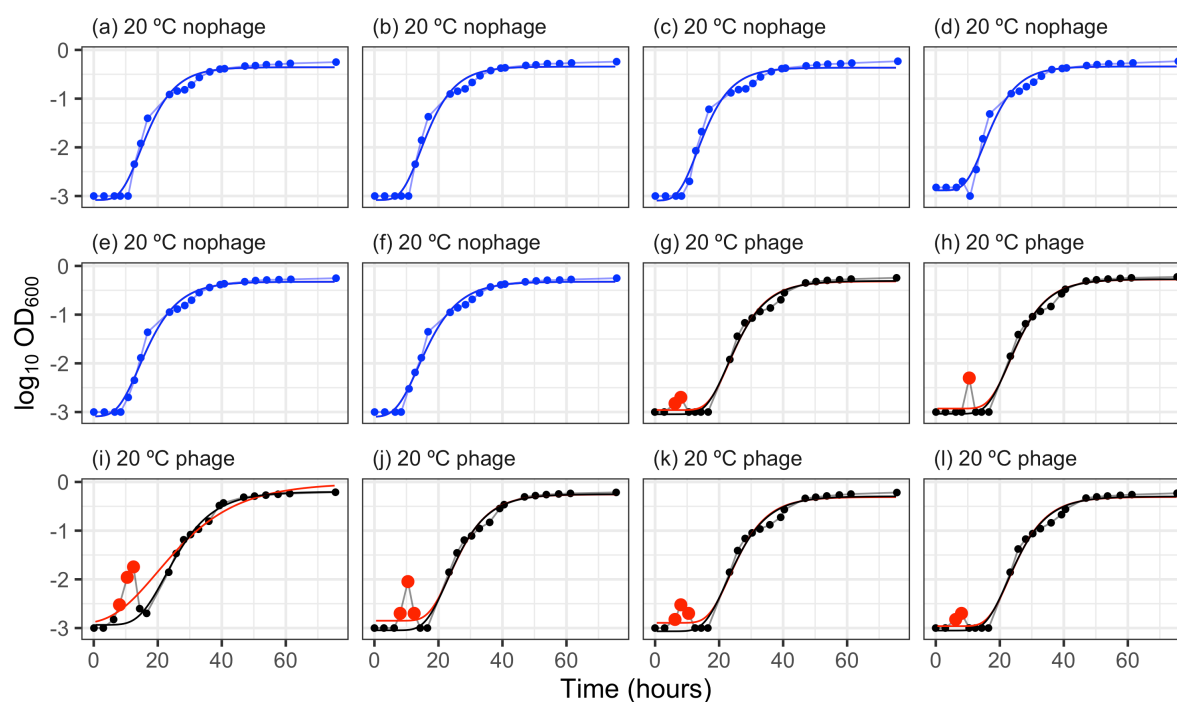 (a) 20 ºC nophage
(b) 20 ºC nophage
(c) 20 ºC nophage
(d) 20 ºC nophage
0
-1
-2
-3
(e) 20 ºC nophage
(f) 20 ºC nophage
(g) 20 ºC phage
(h) 20 ºC phage
0
-1
-2
-3
log10 OD600
(i) 20 ºC phage
(j) 20 ºC phage
(k) 20 ºC phage
(l) 20 ºC phage
0
-1
-2
-3
0 20 40 60 0 20 40 60 0 20 40 60 0 20 40 60
Time (hours)